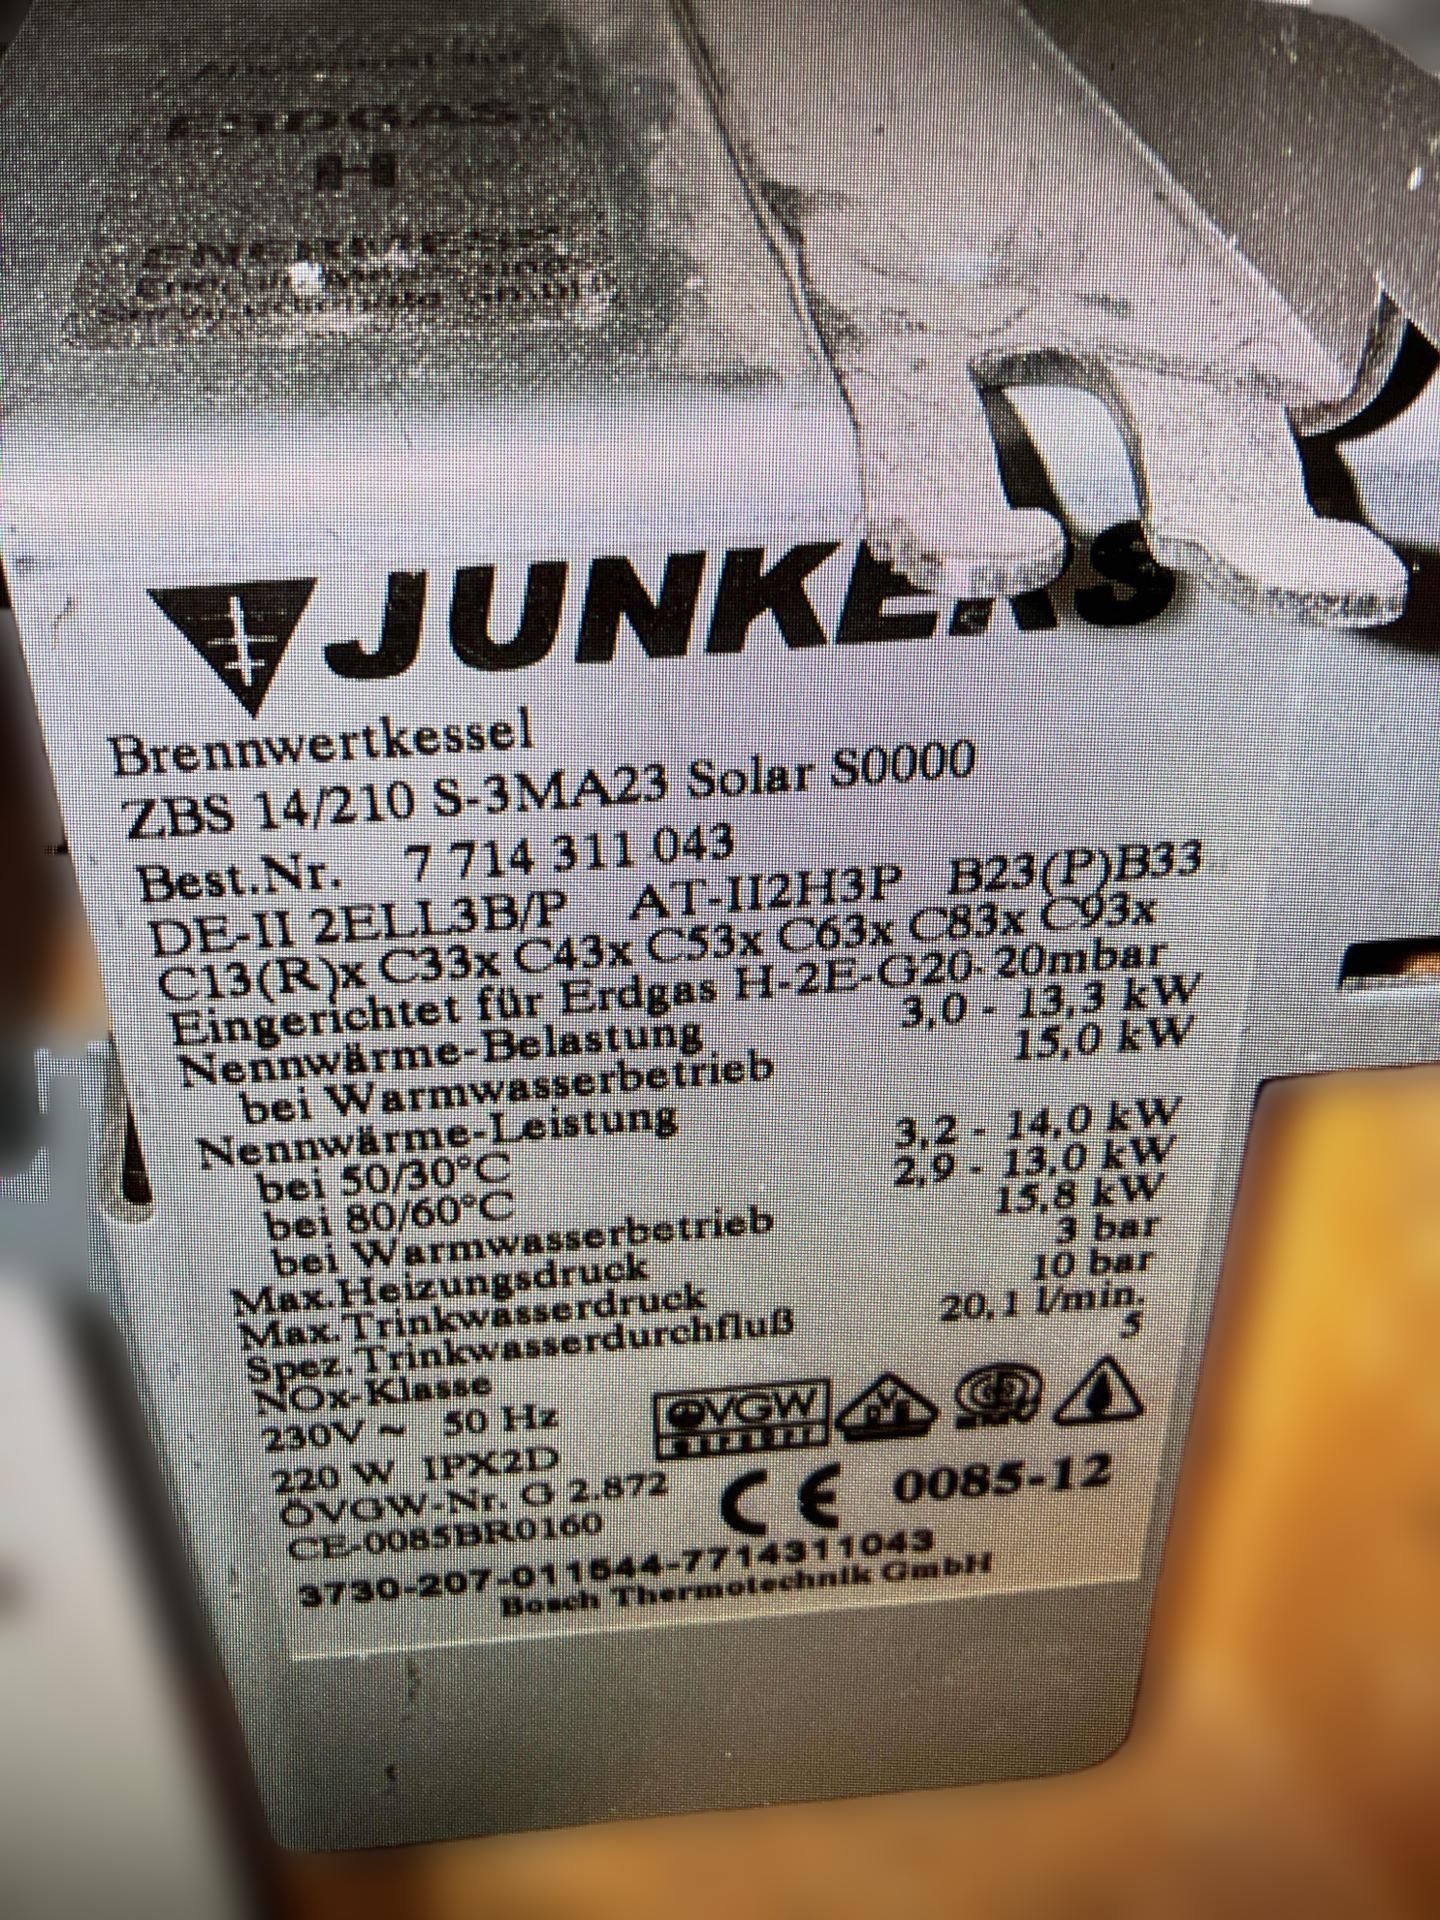 ERDGAS
JUNKERS
Brennwertkessel
ZBS 14/210 S-3MA23 Solar S0000
Best.Nr. 7 714 311 043
DE-II 2ELL3B/P AT-II2H3P B23(P)B33
C13(R)x C33x C43x C53x C63x C83x C93x
Eingerichtet für Erdgas H-2E-G20-20mbar
Nennwärme-Belastung 3,0 - 13,3 kW
bei Warmwasserbetrieb 15,0 kW
Nennwärme-Leistung
bei 50/30°C 3,2 - 14,0 kW
bei 80/60°C 2,9 - 13,0 kW
bei Warmwasserbetrieb 15,8 kW
Max.Heizungsdruck 3 bar
Max.Trinkwasserdruck 10 bar
Spez.Trinkwasserdurchfluß 20,1 l/min.
NOx-Klasse 5
230V ~ 50 Hz
220 W IPX2D
ÖVGW
ÖVGW-Nr. G 2.872
CE-0085BR0160
CE 0085-12
3730-207-011544-7714311043
Bosch Thermotechnik GmbH